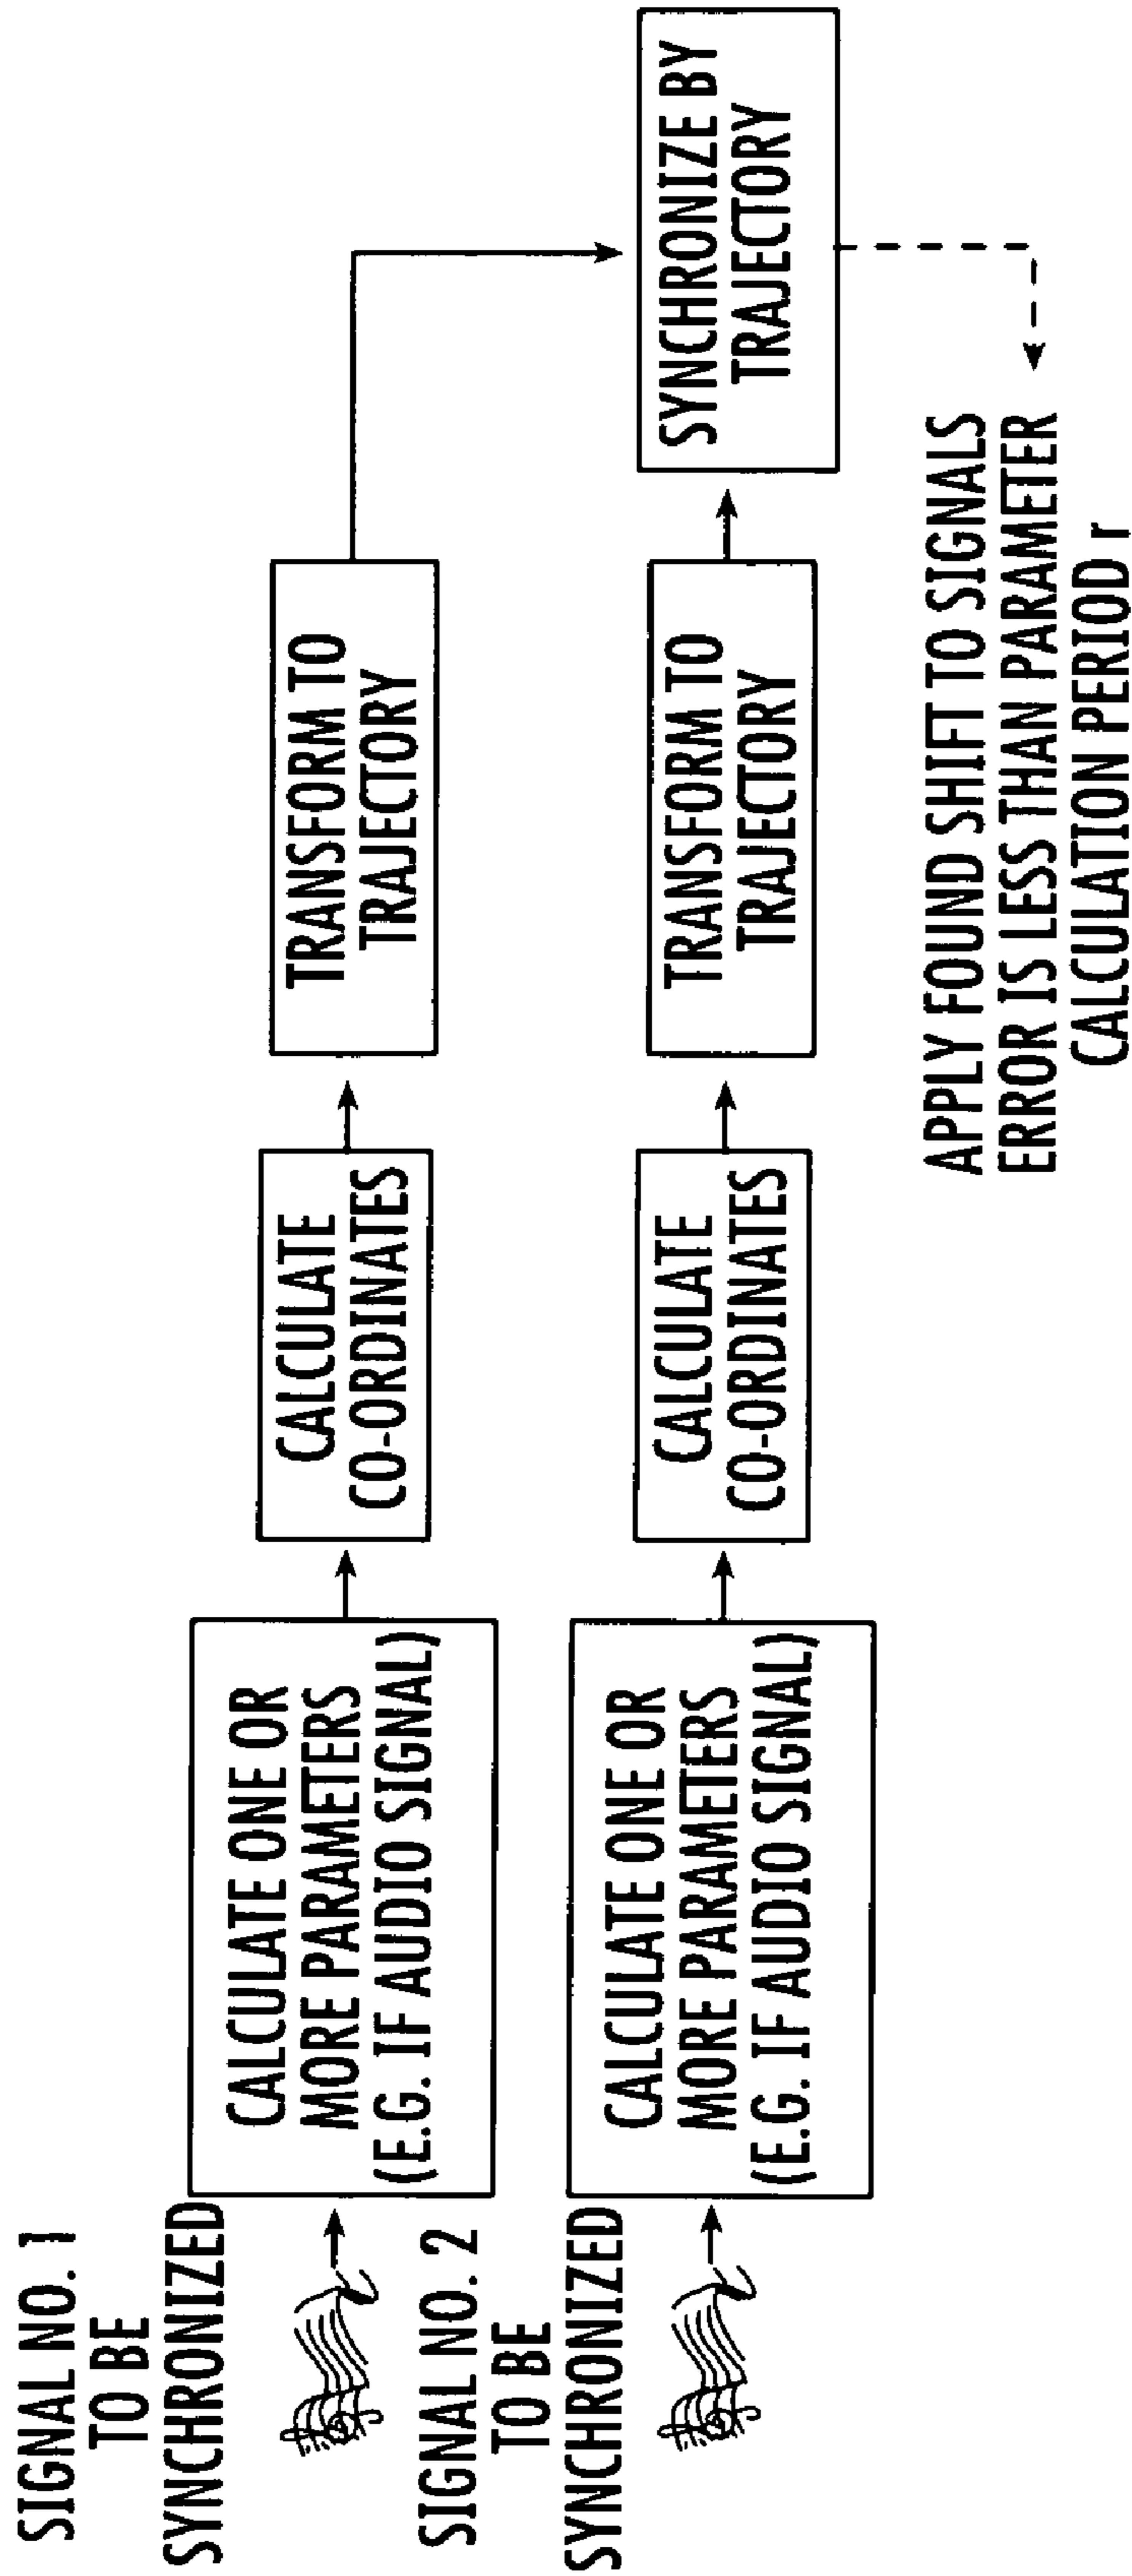 SIGNAL NO. 1
TO BE
SYNCHRONIZED
CALCULATE ONE OR
MORE PARAMETERS
(E.G. IF AUDIO SIGNAL)
CALCULATE
CO-ORDINATES
TRANSFORM TO
TRAJECTORY
SIGNAL NO. 2
TO BE
SYNCHRONIZED
CALCULATE ONE OR
MORE PARAMETERS
(E.G. IF AUDIO SIGNAL)
CALCULATE
CO-ORDINATES
TRANSFORM TO
TRAJECTORY
SYNCHRONIZE BY
TRAJECTORY
APPLY FOUND SHIFT TO SIGNALS
ERROR IS LESS THAN PARAMETER
CALCULATION PERIOD r